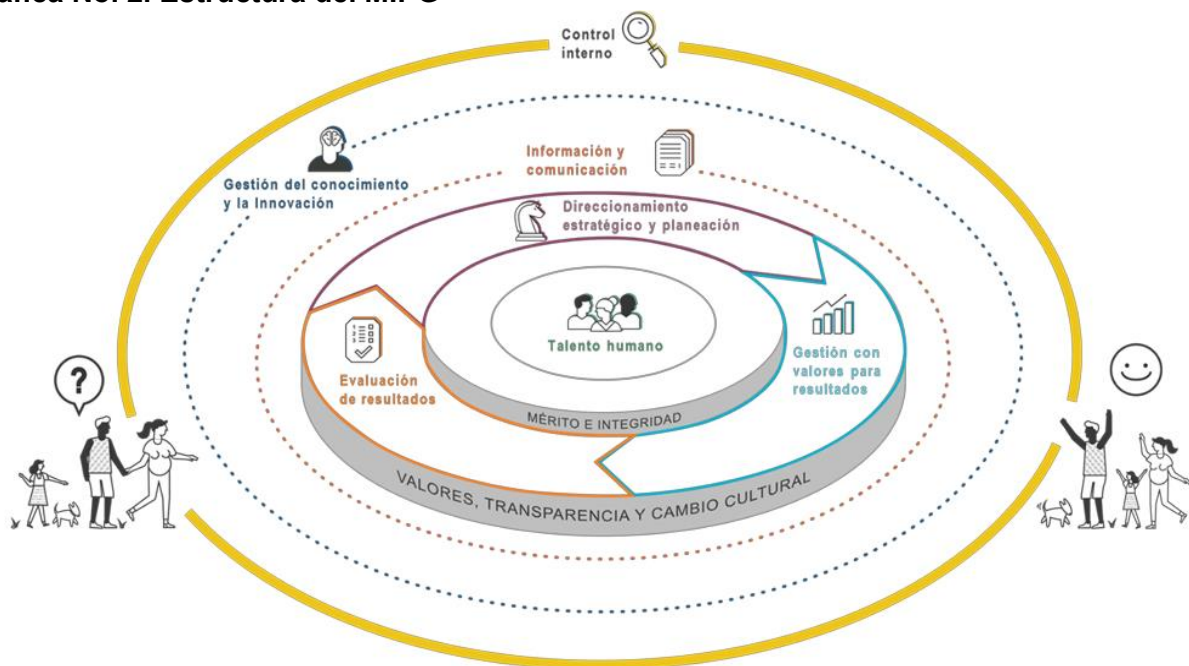 Control
interno
Información y
comunicación
Gestión del conocimiento
y la Innovación
Direccionamiento
estratégico y planeación
Talento humano
Gestión con
valores para
resultados
Evaluación
de resultados
MÉRITO E INTEGRIDAD
VALORES, TRANSPARENCIA Y CAMBIO CULTURAL
?